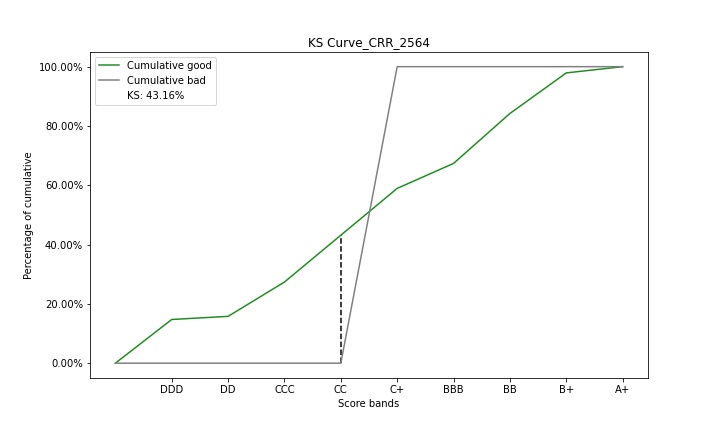 KS Curve_CRR_2564
Cumulative good
Cumulative bad
KS: 43.16%
Percentage of cumulative
100.00%
80.00%
60.00%
40.00%
20.00%
0.00%
DDD DD CCC CC C+ BBB BB B+ A+
Score bands